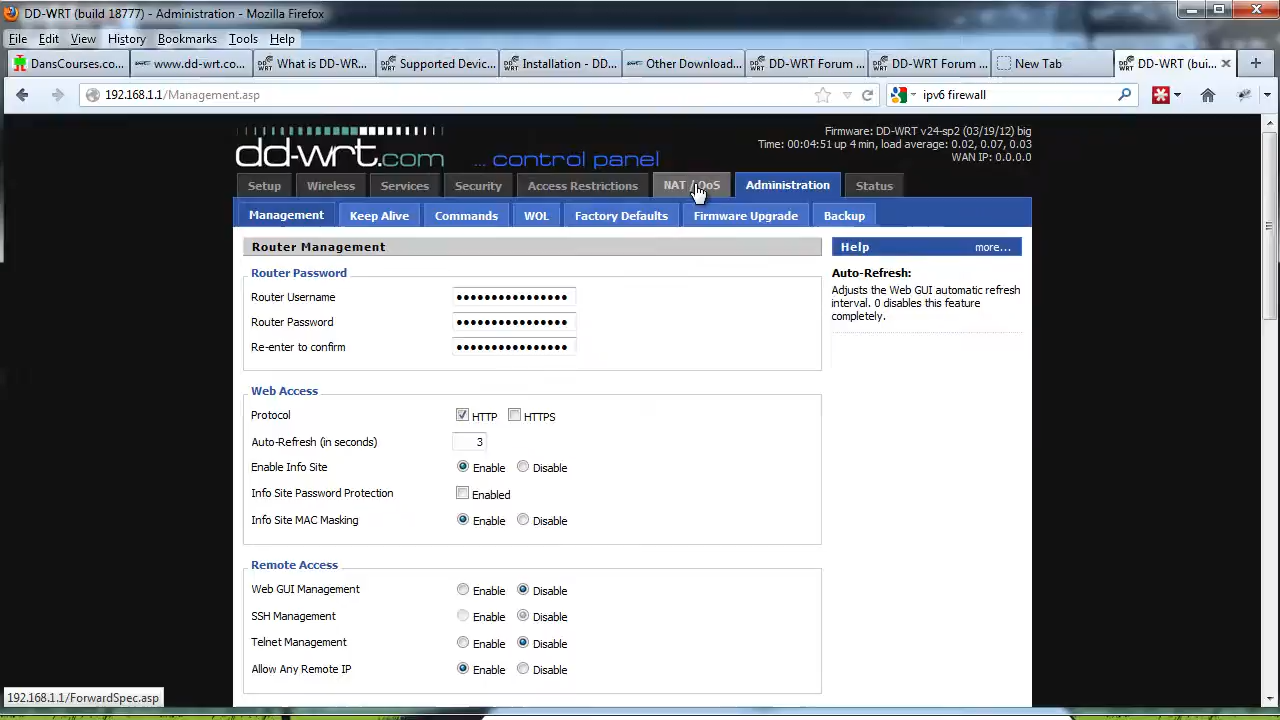 DD-WRT (build 18777) - Administration - Mozilla Firefox
File Edit View History Bookmarks Tools Help
DansCourses.co... www.dd-wrt.co... What is DD-WR... Supported Devic... Installation - DD... Other Download... DD-WRT Forum ... DD-WRT Forum ... New Tab DD-WRT (bui...
192.168.1.1/Management.asp ipv6 firewall
Firmware: DD-WRT v24-sp2 (03/19/12) big
Time: 00:04:51 up 4 min, load average: 0.02, 0.07, 0.03
WAN IP: 0.0.0.0
dd-wrt.com ... control panel
Setup Wireless Services Security Access Restrictions NAT / QoS Administration Status
Management Keep Alive Commands WOL Factory Defaults Firmware Upgrade Backup
Router Management
Router Password
Router Username
Router Password
Re-enter to confirm
Web Access
Protocol HTTP HTTPS
Auto-Refresh (in seconds) 3
Enable Info Site Enable Disable
Info Site Password Protection Enabled
Info Site MAC Masking Enable Disable
Remote Access
Web GUI Management Enable Disable
SSH Management Enable Disable
Telnet Management Enable Disable
Allow Any Remote IP Enable Disable
Help more...
Auto-Refresh:
Adjusts the Web GUI automatic refresh
interval. 0 disables this feature
completely.
192.168.1.1/ForwardSpec.asp